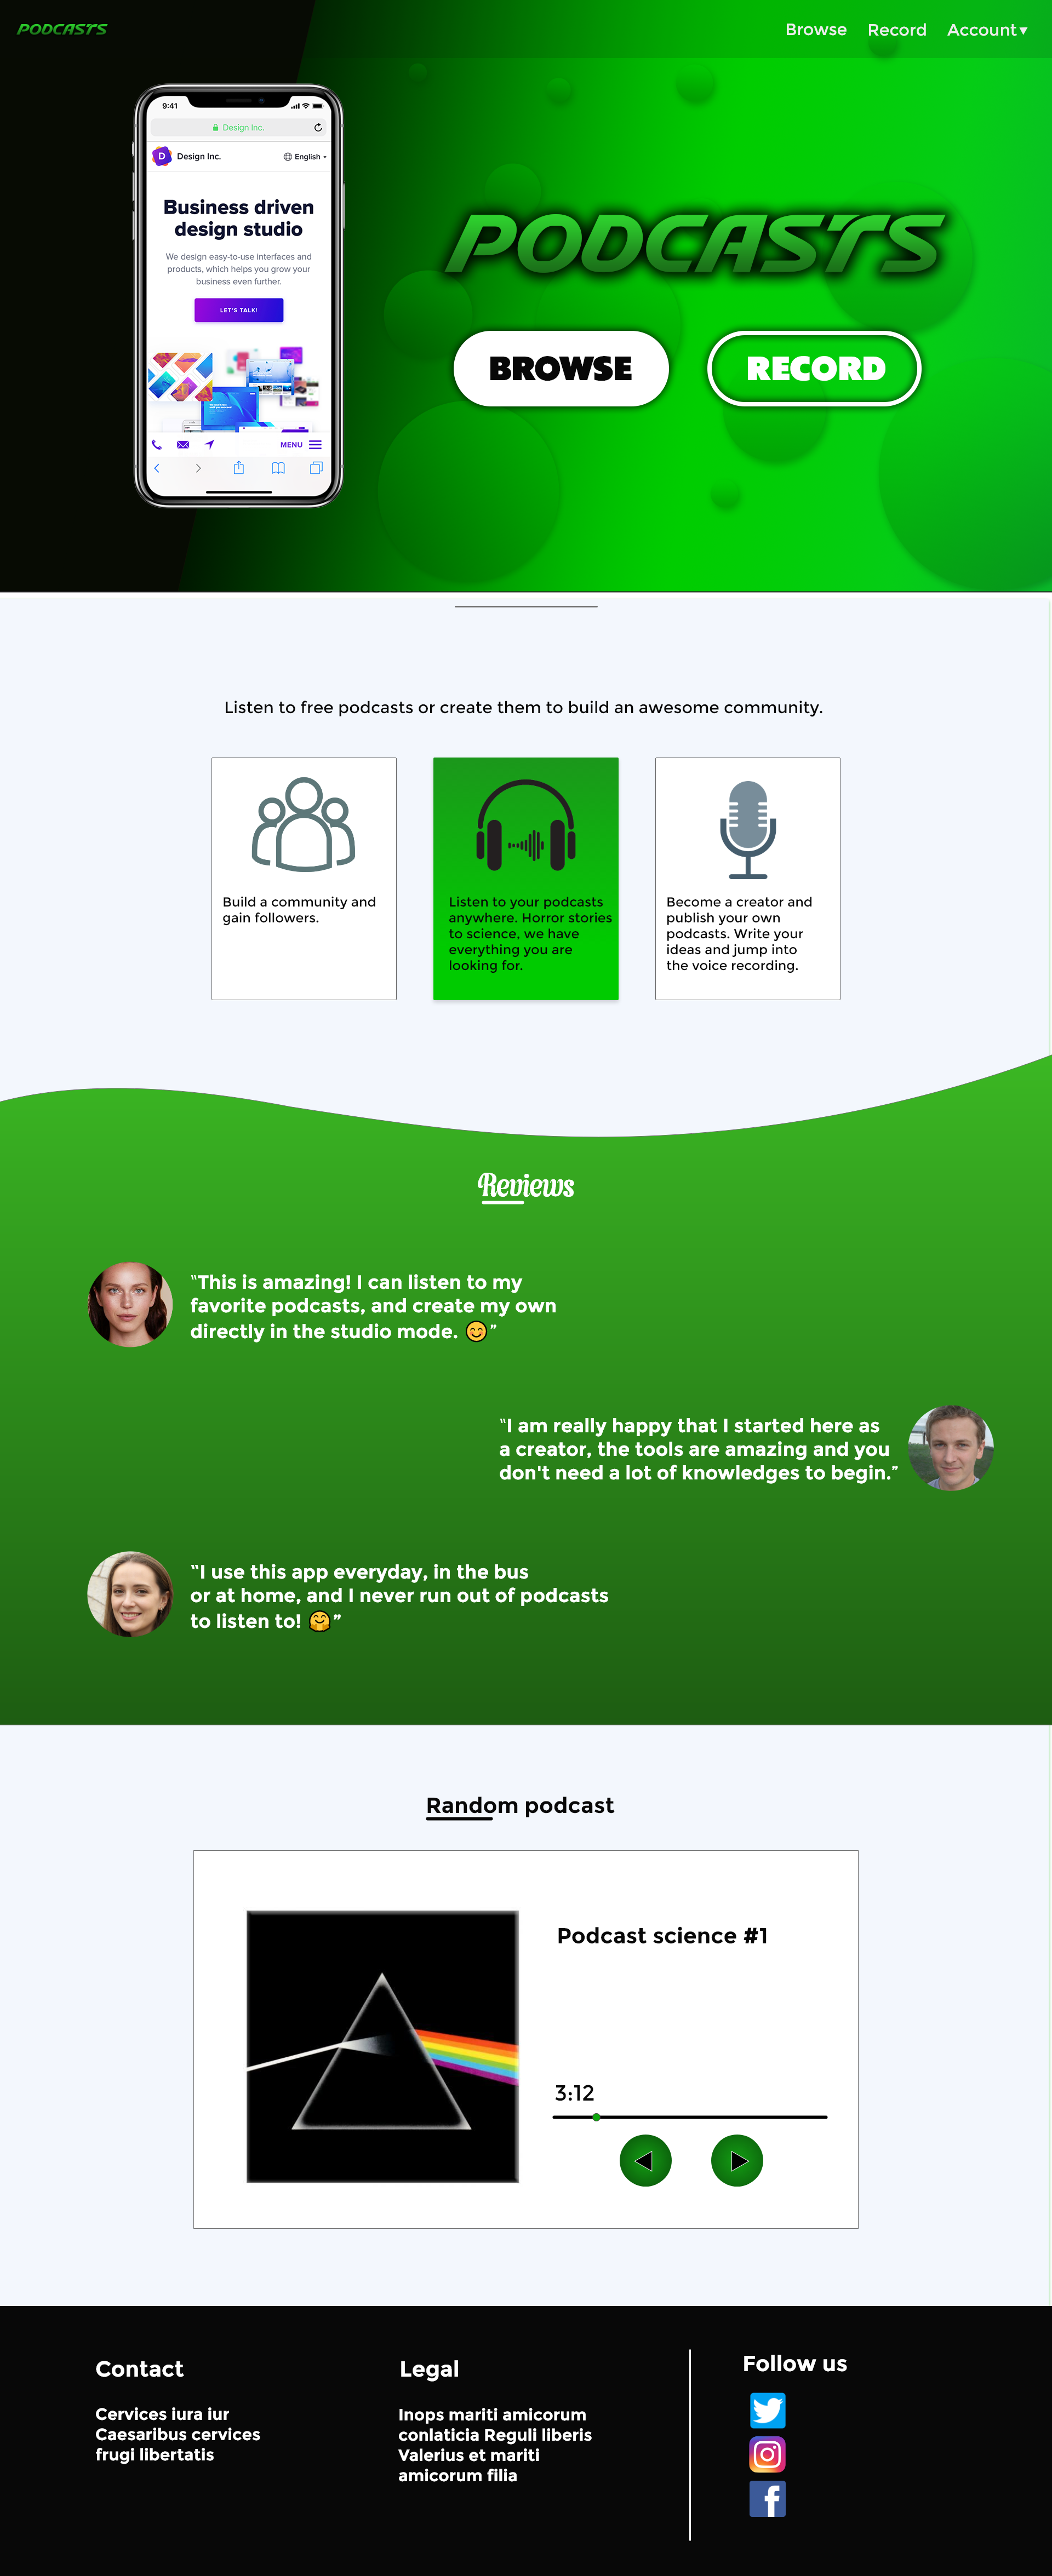 PODCASTS
Browse Record Account
9:41
Design Inc.
D Design Inc. English
Business driven
design studio
We design easy-to-use interfaces and
products, which helps you grow your
business even further.
LET'S TALK!
MENU
PODCASTS
BROWSE RECORD
Listen to free podcasts or create them to build an awesome community.
Build a community and
gain followers.
Listen to your podcasts
anywhere. Horror stories
to science, we have
everything you are
looking for.
Become a creator and
publish your own
podcasts. Write your
ideas and jump into
the voice recording.
Reviews
"This is amazing! I can listen to my
favorite podcasts, and create my own
directly in the studio mode. 😊"
"I am really happy that I started here as
a creator, the tools are amazing and you
don't need a lot of knowledges to begin."
"I use this app everyday, in the bus
or at home, and I never run out of podcasts
to listen to! 🤗"
Random podcast
Podcast science #1
3:12
Contact
Cervices iura iur
Caesaribus cervices
frugi libertatis
Legal
Inops mariti amicorum
conlaticia Reguli liberis
Valerius et mariti
amicorum filia
Follow us